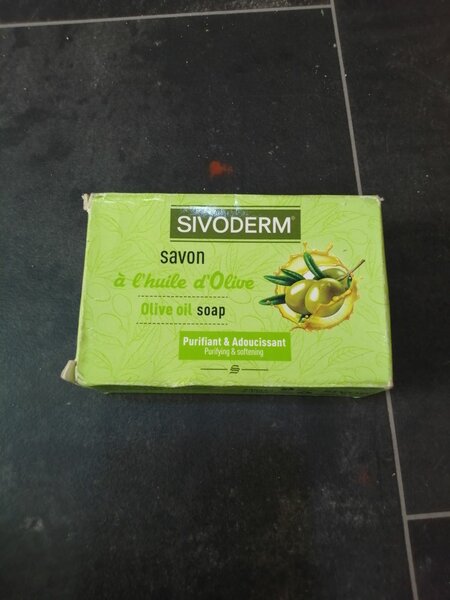 SIVODERM®
savon
à l'huile d'Olive
Olive oil soap
Purifiant & Adoucissant
Purifying & softening